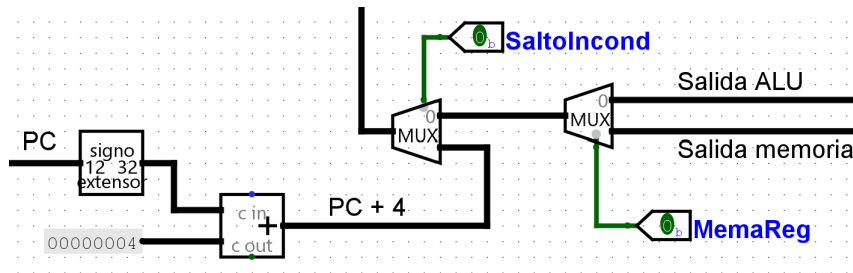 0 b SaltoIncond
Salida ALU
0
MUX
0
MUX
Salida memoria
PC
signo
12 32
extensor
c in
+
c out
PC + 4
00000004
0 b MemaReg